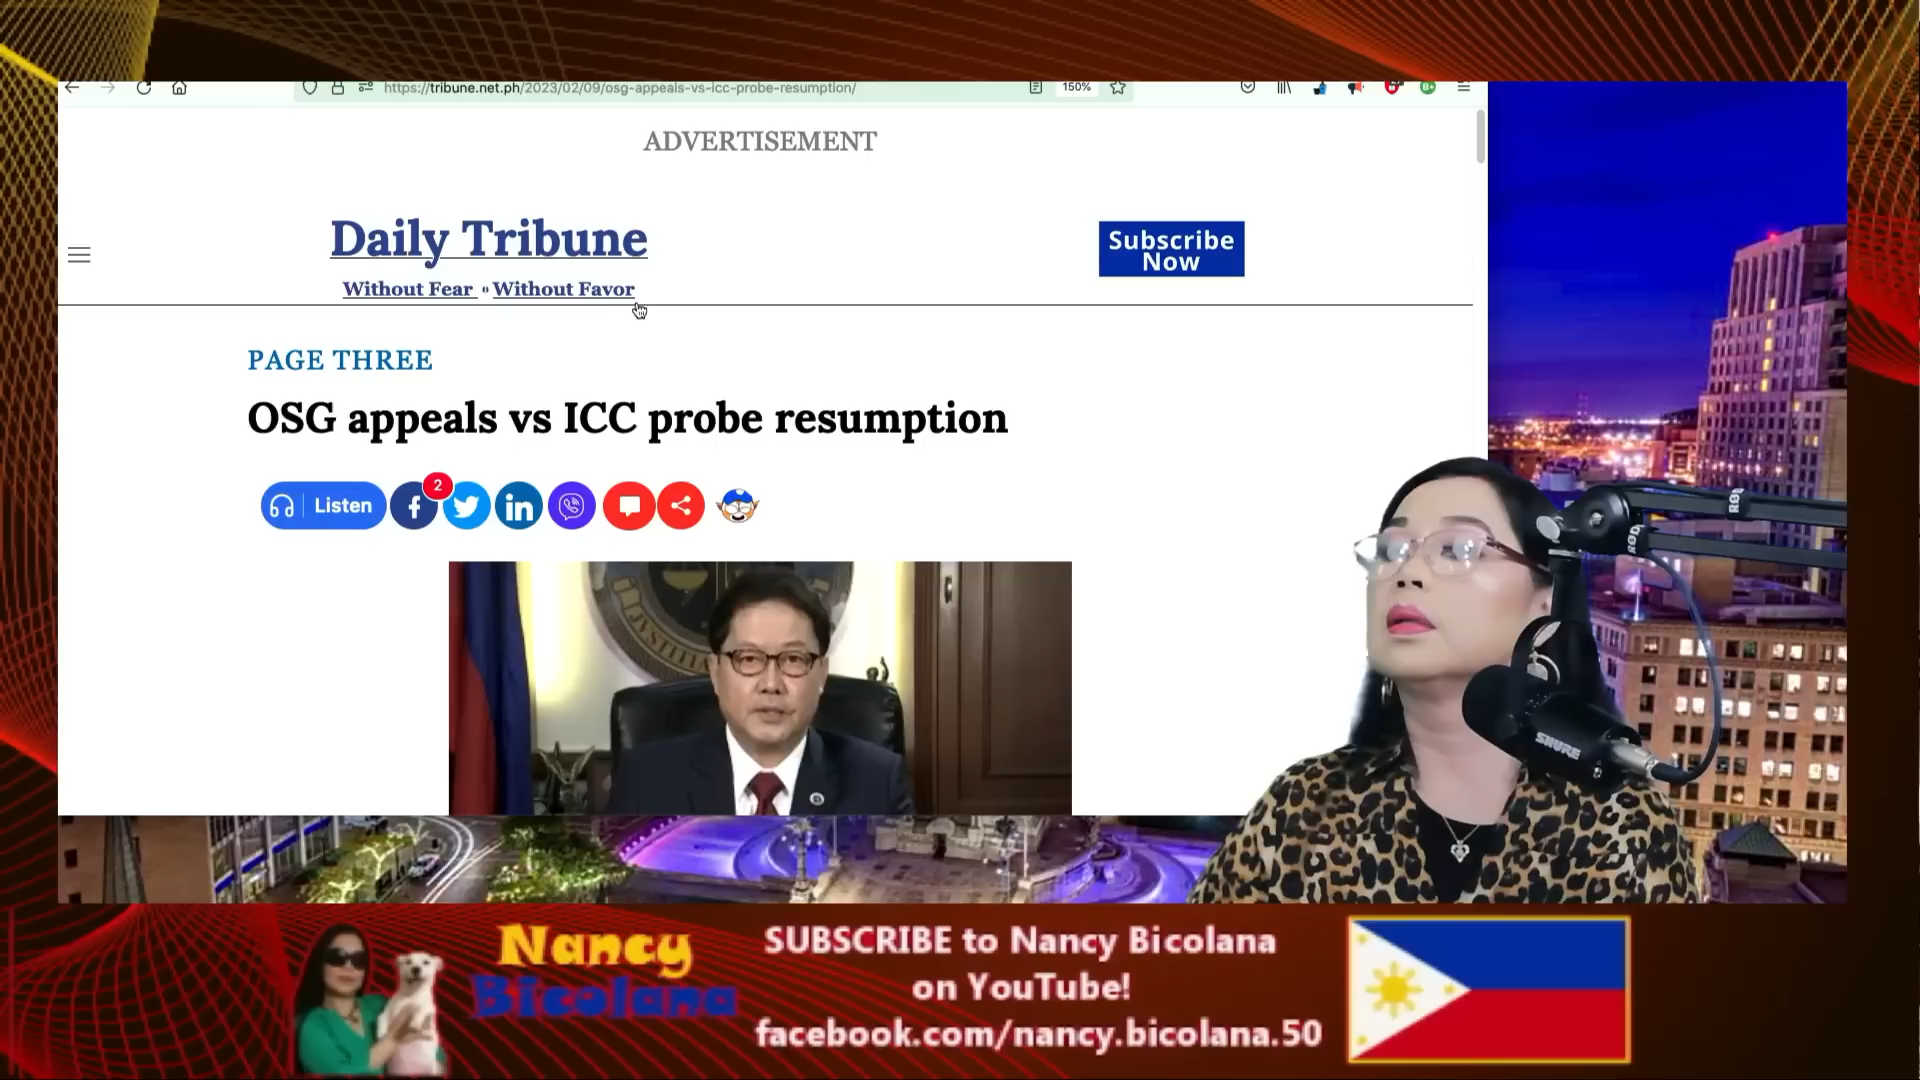 https://tribune.net.ph/2023/02/09/osg-appeals-vs-icc-probe-resumption/
150%
ADVERTISEMENT
Daily Tribune
Without Fear • Without Favor
Subscribe
Now
PAGE THREE
OSG appeals vs ICC probe resumption
Listen
2
RØDE
SHURE
Nancy
Bicolana
SUBSCRIBE to Nancy Bicolana
on YouTube!
facebook.com/nancy.bicolana.50